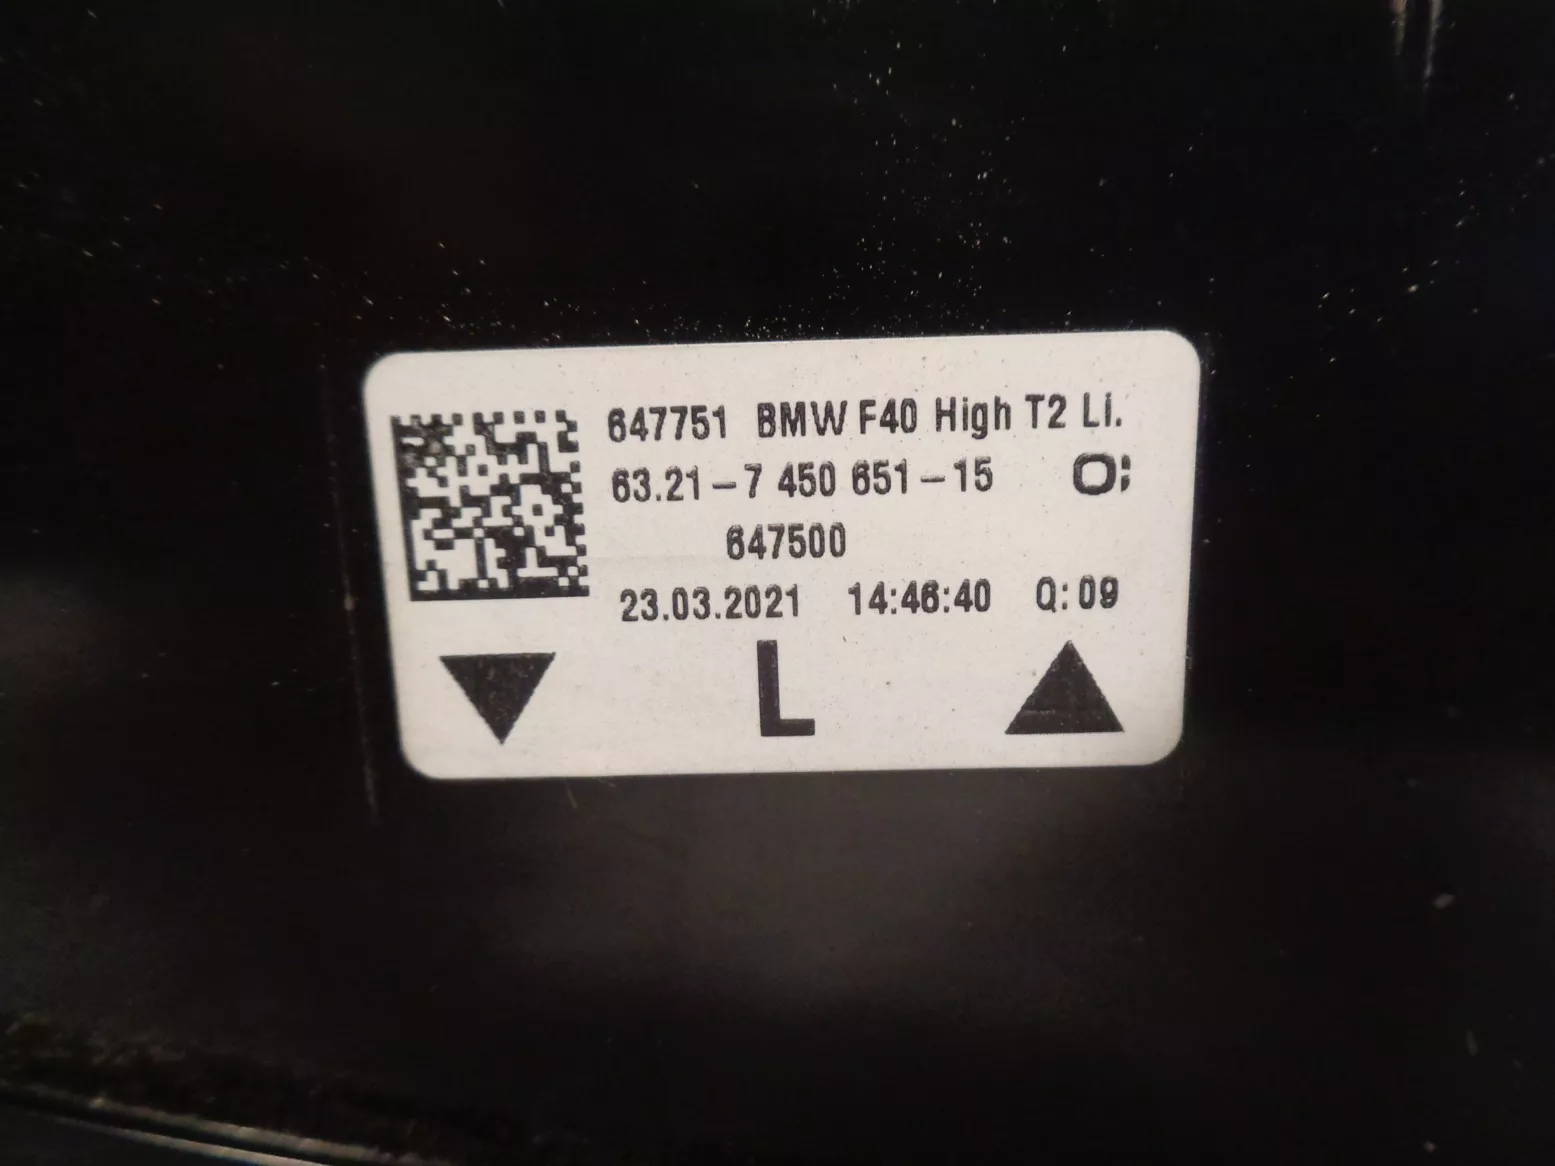 647751 BMW F40 High T2 Li.
63.21-7 450 651-15 O:
647500
23.03.2021 14:46:40 Q:09
L